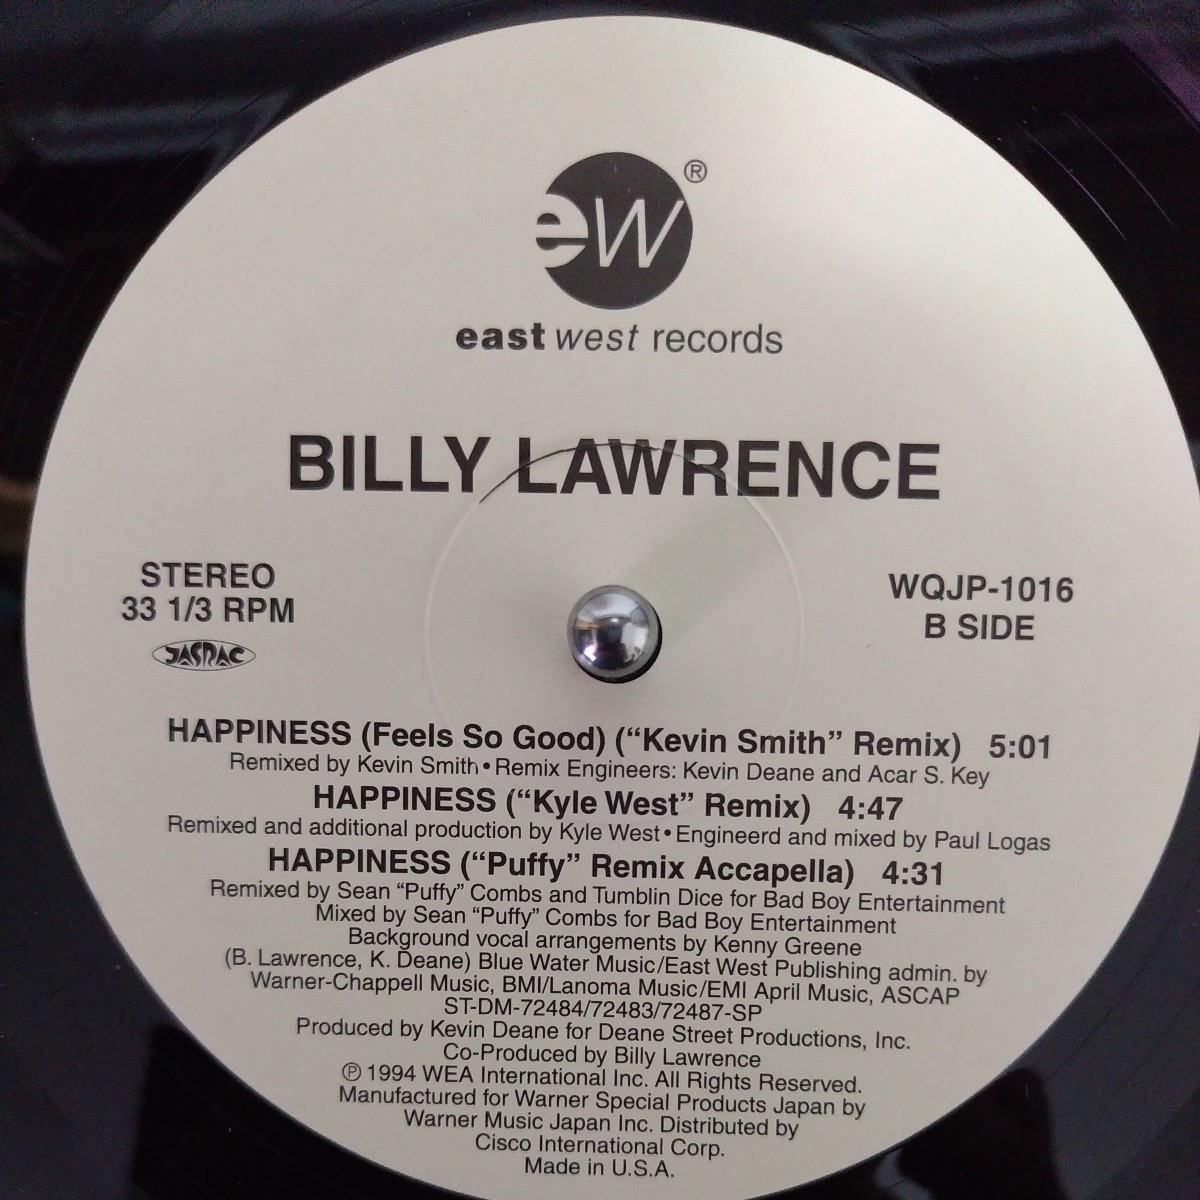 ew®
east west records
BILLY LAWRENCE
STEREO
33 1/3 RPM
JASRAC
WQJP-1016
B SIDE
HAPPINESS (Feels So Good) (“Kevin Smith” Remix) 5:01
Remixed by Kevin Smith • Remix Engineers: Kevin Deane and Acar S. Key
HAPPINESS (“Kyle West” Remix) 4:47
Remixed and additional production by Kyle West • Engineerd and mixed by Paul Logas
HAPPINESS (“Puffy” Remix Accapella) 4:31
Remixed by Sean “Puffy” Combs and Tumblin Dice for Bad Boy Entertainment
Mixed by Sean “Puffy” Combs for Bad Boy Entertainment
Background vocal arrangements by Kenny Greene
(B. Lawrence, K. Deane) Blue Water Music/East West Publishing admin. by
Warner-Chappell Music, BMI/Lanoma Music/EMI April Music, ASCAP
ST-DM-72484/72483/72487-SP
Produced by Kevin Deane for Deane Street Productions, Inc.
Co-Produced by Billy Lawrence
℗ 1994 WEA International Inc. All Rights Reserved.
Manufactured for Warner Special Products Japan by
Warner Music Japan Inc. Distributed by
Cisco International Corp.
Made in U.S.A.